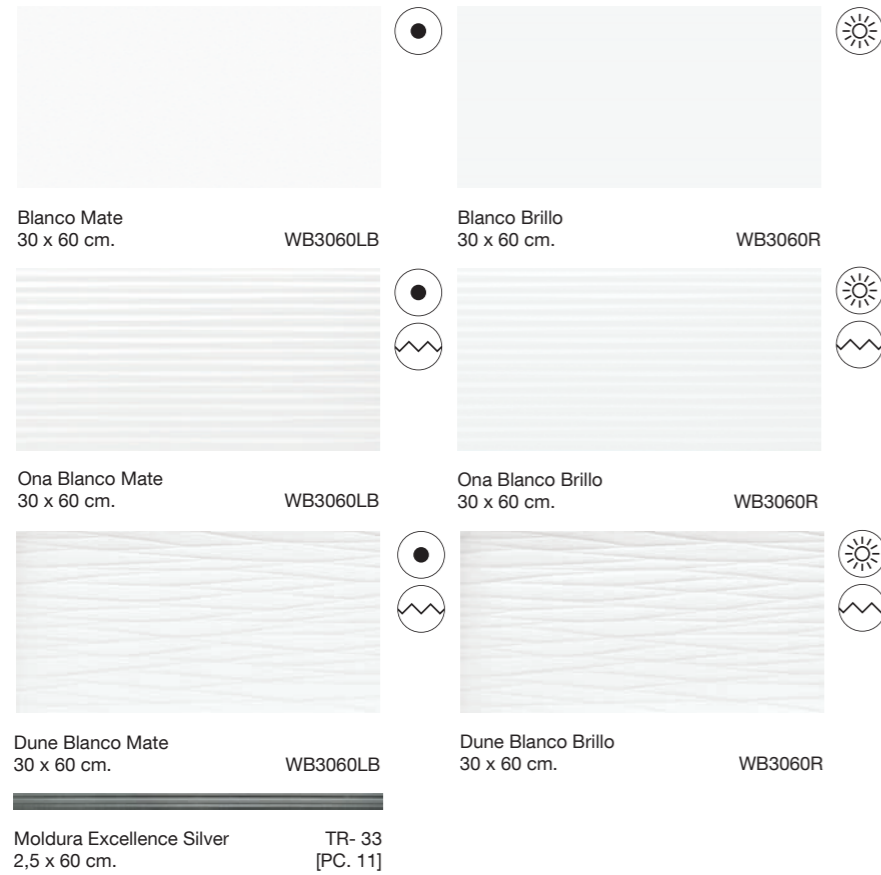 Blanco Mate
30 x 60 cm. WB3060LB
Blanco Brillo
30 x 60 cm. WB3060R
Ona Blanco Mate
30 x 60 cm. WB3060LB
Ona Blanco Brillo
30 x 60 cm. WB3060R
Dune Blanco Mate
30 x 60 cm. WB3060LB
Dune Blanco Brillo
30 x 60 cm. WB3060R
Moldura Excellence Silver TR- 33
2,5 x 60 cm. [PC. 11]